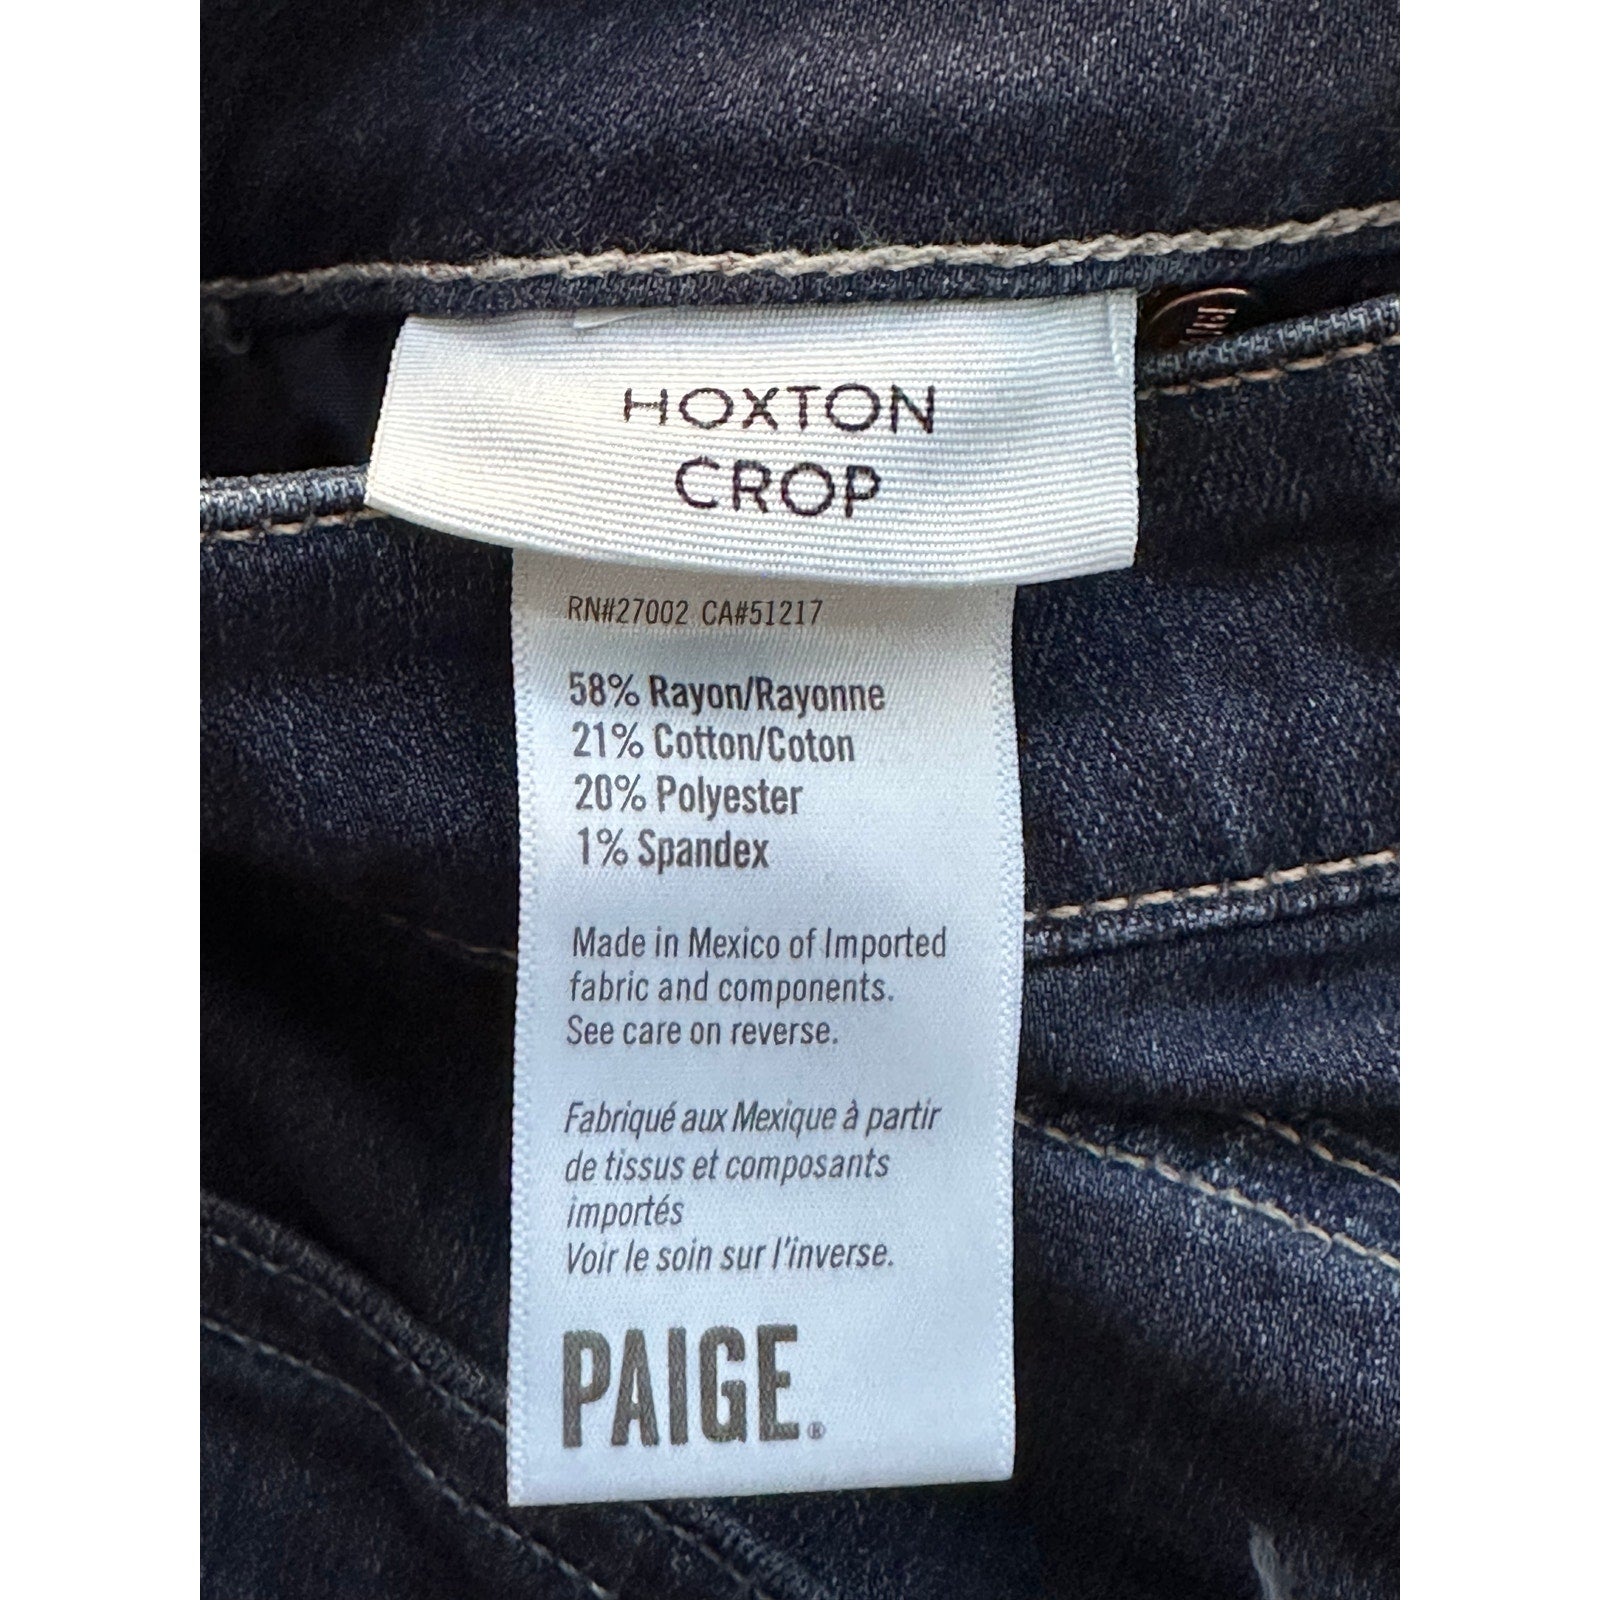 HOXTON
CROP
RN#27002 CA#51217
58% Rayon/Rayonne
21% Cotton/Coton
20% Polyester
1% Spandex
Made in Mexico of Imported
fabric and components.
See care on reverse.
Fabriqué aux Mexique à partir
de tissus et composants
importés
Voir le soin sur l'inverse.
PAIGE®